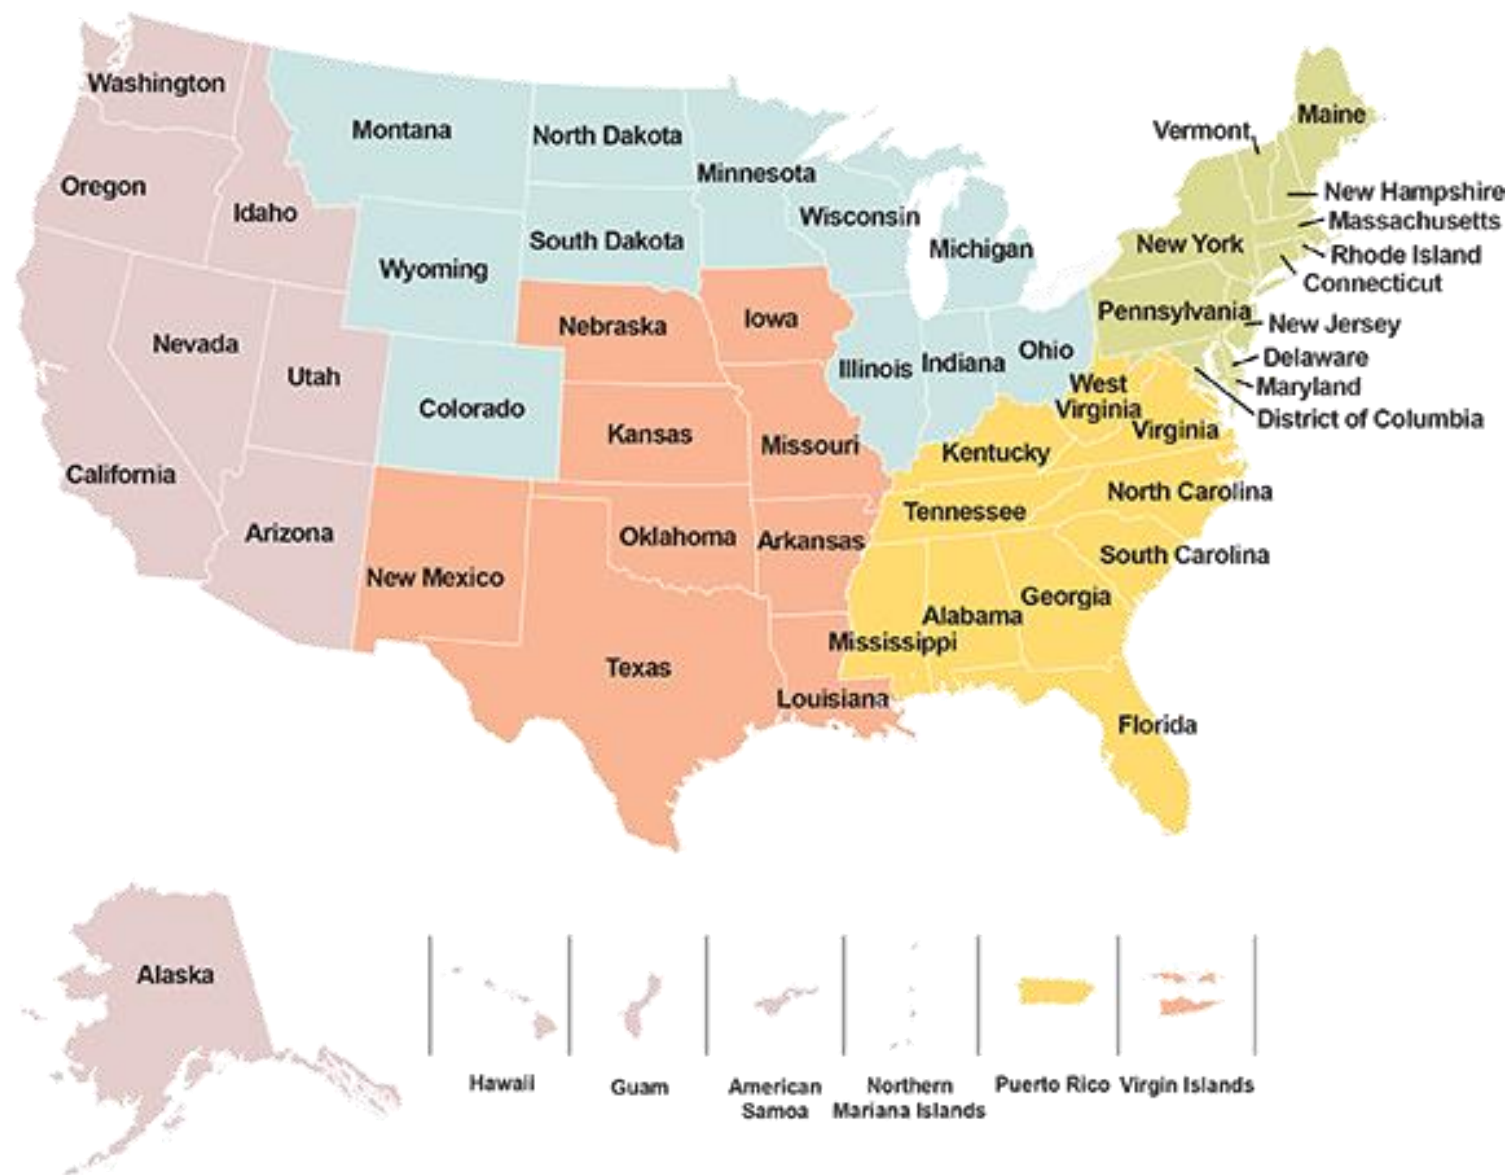 Washington
Montana
North Dakota
Minnesota
Vermont
Maine
Oregon
Idaho
Wisconsin
Michigan
New Hampshire
Massachusetts
South Dakota
New York
Rhode Island
Wyoming
Connecticut
Nevada
Nebraska
Iowa
Pennsylvania
New Jersey
Utah
Illinois
Indiana
Ohio
Delaware
Maryland
Colorado
West
Virginia
District of Columbia
Kansas
Missouri
Kentucky
Virginia
California
North Carolina
Arizona
Oklahoma
Arkansas
Tennessee
South Carolina
New Mexico
Georgia
Alabama
Mississippi
Texas
Louisiana
Florida
Alaska
Hawaii
Guam
American
Samoa
Northern
Mariana Islands
Puerto Rico
Virgin Islands